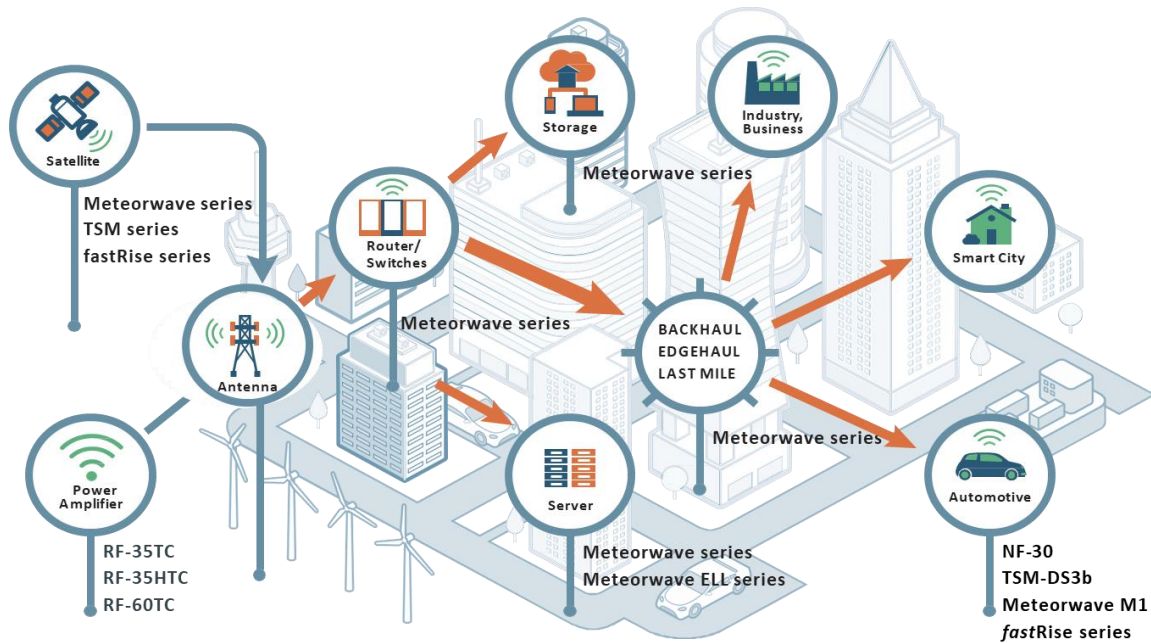 Satellite
Meteorwave series
TSM series
fastRise series
Storage
Meteorwave series
Industry,
Business
Router/
Switches
Meteorwave series
Smart City
Antenna
BACKHAUL
EDGEHAUL
LAST MILE
Meteorwave series
Power
Amplifier
RF-35TC
RF-35HTC
RF-60TC
Server
Meteorwave series
Meteorwave ELL series
Automotive
NF-30
TSM-DS3b
Meteorwave M1
fastRise series